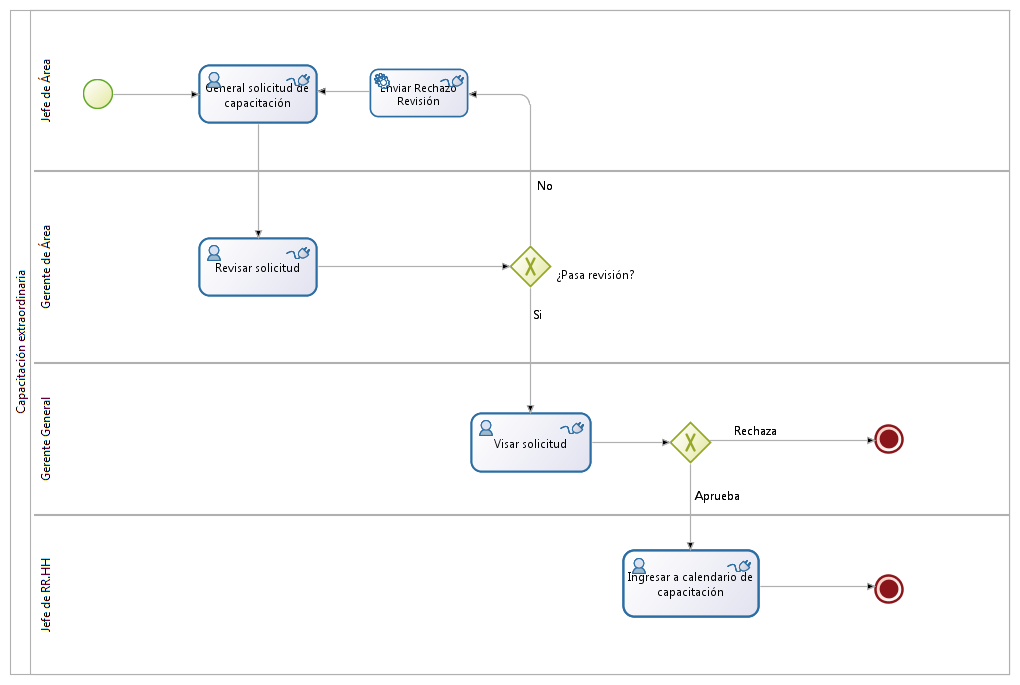 Capacitación extraordinaria
Jefe de Área
General solicitud de
capacitación
Enviar Rechazo
Revisión
No
Gerente de Área
Revisar solicitud
¿Pasa revisión?
Si
Gerente General
Visar solicitud
Rechaza
Aprueba
Jefe de RR.HH
Ingresar a calendario de
capacitación